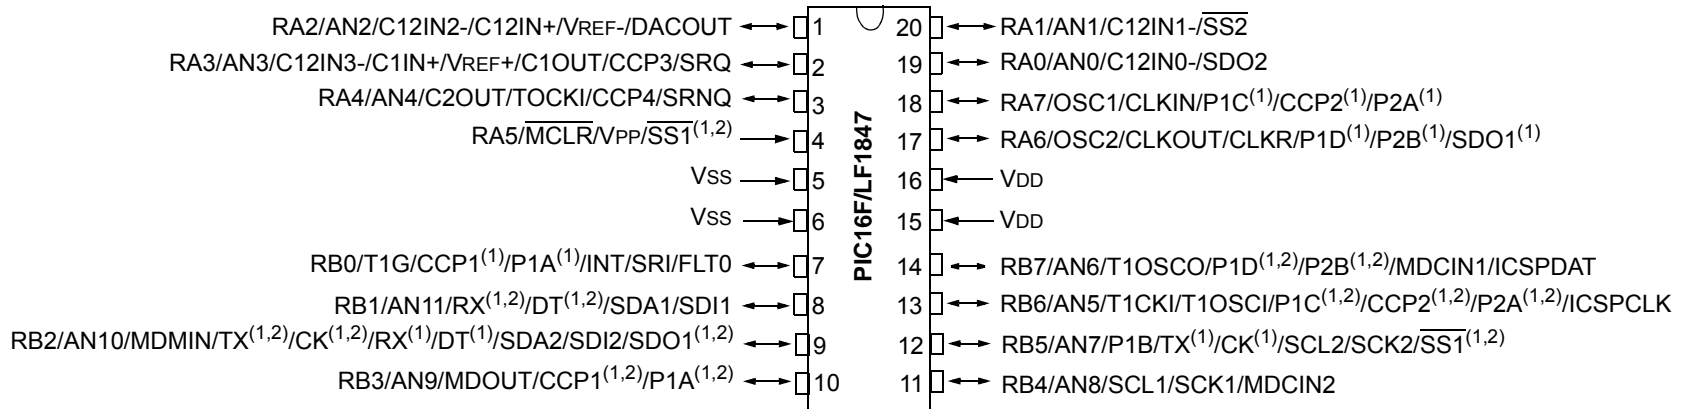 RA2/AN2/C12IN2-/C12IN+/VREF-/DACOUT 1
RA3/AN3/C12IN3-/C1IN+/VREF+/C1OUT/CCP3/SRQ 2
RA4/AN4/C2OUT/TOCKI/CCP4/SRNQ 3
RA5/MCLR/VPP/SS1(1,2) 4
VSS 5
VSS 6
RB0/T1G/CCP1(1)/P1A(1)/INT/SRI/FLT0 7
RB1/AN11/RX(1,2)/DT(1,2)/SDA1/SDI1 8
RB2/AN10/MDMIN/TX(1,2)/CK(1,2)/RX(1)/DT(1)/SDA2/SDI2/SDO1(1,2) 9
RB3/AN9/MDOUT/CCP1(1,2)/P1A(1,2) 10
PIC16F/LF1847
20 RA1/AN1/C12IN1-/SS2
19 RA0/AN0/C12IN0-/SDO2
18 RA7/OSC1/CLKIN/P1C(1)/CCP2(1)/P2A(1)
17 RA6/OSC2/CLKOUT/CLKR/P1D(1)/P2B(1)/SDO1(1)
16 VDD
15 VDD
14 RB7/AN6/T1OSCO/P1D(1,2)/P2B(1,2)/MDCIN1/ICSPDAT
13 RB6/AN5/T1CKI/T1OSCI/P1C(1,2)/CCP2(1,2)/P2A(1,2)/ICSPCLK
12 RB5/AN7/P1B/TX(1)/CK(1)/SCL2/SCK2/SS1(1,2)
11 RB4/AN8/SCL1/SCK1/MDCIN2